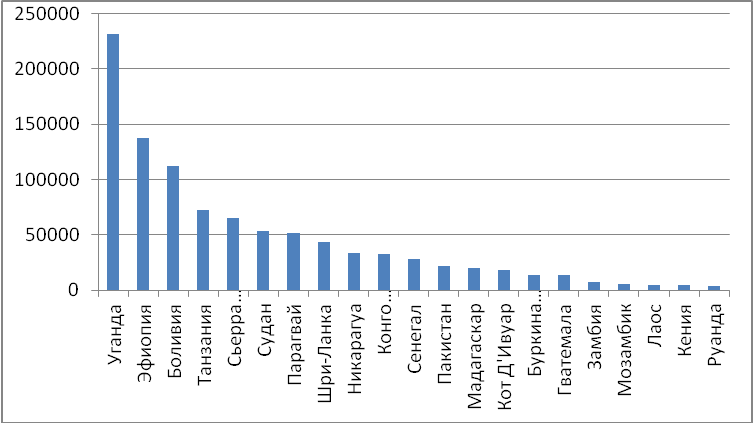 250000
200000
150000
100000
50000
0
Уганда
Эфиопия
Боливия
Танзания
Сьерра…
Судан
Парагвай
Шри-Ланка
Никарагуа
Конго…
Сенегал
Пакистан
Мадагаскар
Кот Д'Ивуар
Буркина…
Гватемала
Замбия
Мозамбик
Лаос
Кения
Руанда